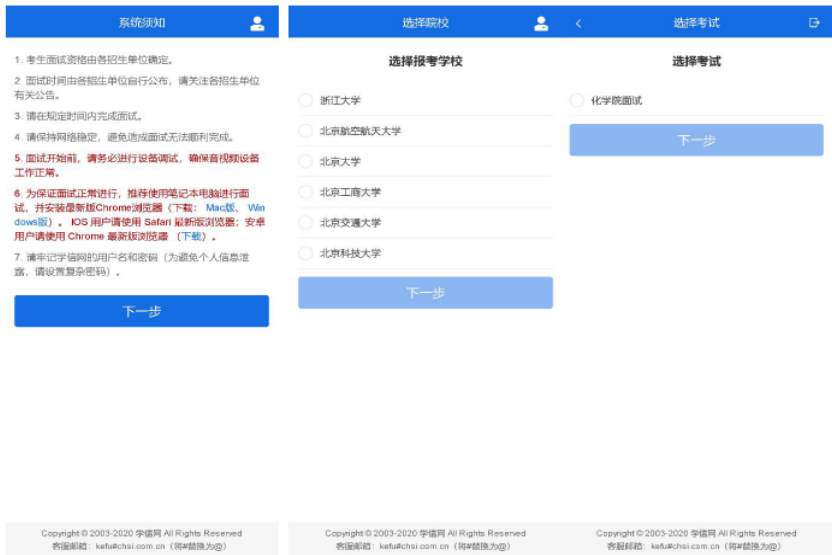 系统须知
1. 考生面试资格由各招生单位确定。
2. 面试时间由各招生单位自行公布，请关注各招生单位
有关公告。
3. 请在规定时间内完成面试。
4. 请保持网络稳定，避免造成面试无法顺利完成。
5. 面试开始前，请务必进行设备调试，确保音视频设备
工作正常。
6. 为保证面试正常进行，推荐使用笔记本电脑进行面
试，并安装最新版Chrome浏览器（下载： Mac版、 Win
dows版）， IOS 用户请使用 Safari 最新版浏览器；安卓
用户请使用 Chrome 最新版浏览器 （下载）。
7. 请牢记学信网的用户名和密码（为避免个人信息泄
露，请设置复杂密码）。
下一步
Copyright © 2003-2020 学信网 All Rights Reserved
客服邮箱：kefu#chsi.com.cn（将#替换为@）
选择院校
选择报考学校
浙江大学
北京航空航天大学
北京大学
北京工商大学
北京交通大学
北京科技大学
下一步
Copyright © 2003-2020 学信网 All Rights Reserved
客服邮箱：kefu#chsi.com.cn（将#替换为@）
选择考试
选择考试
化学院面试
下一步
Copyright © 2003-2020 学信网 All Rights Reserved
客服邮箱：kefu#chsi.com.cn（将#替换为@）